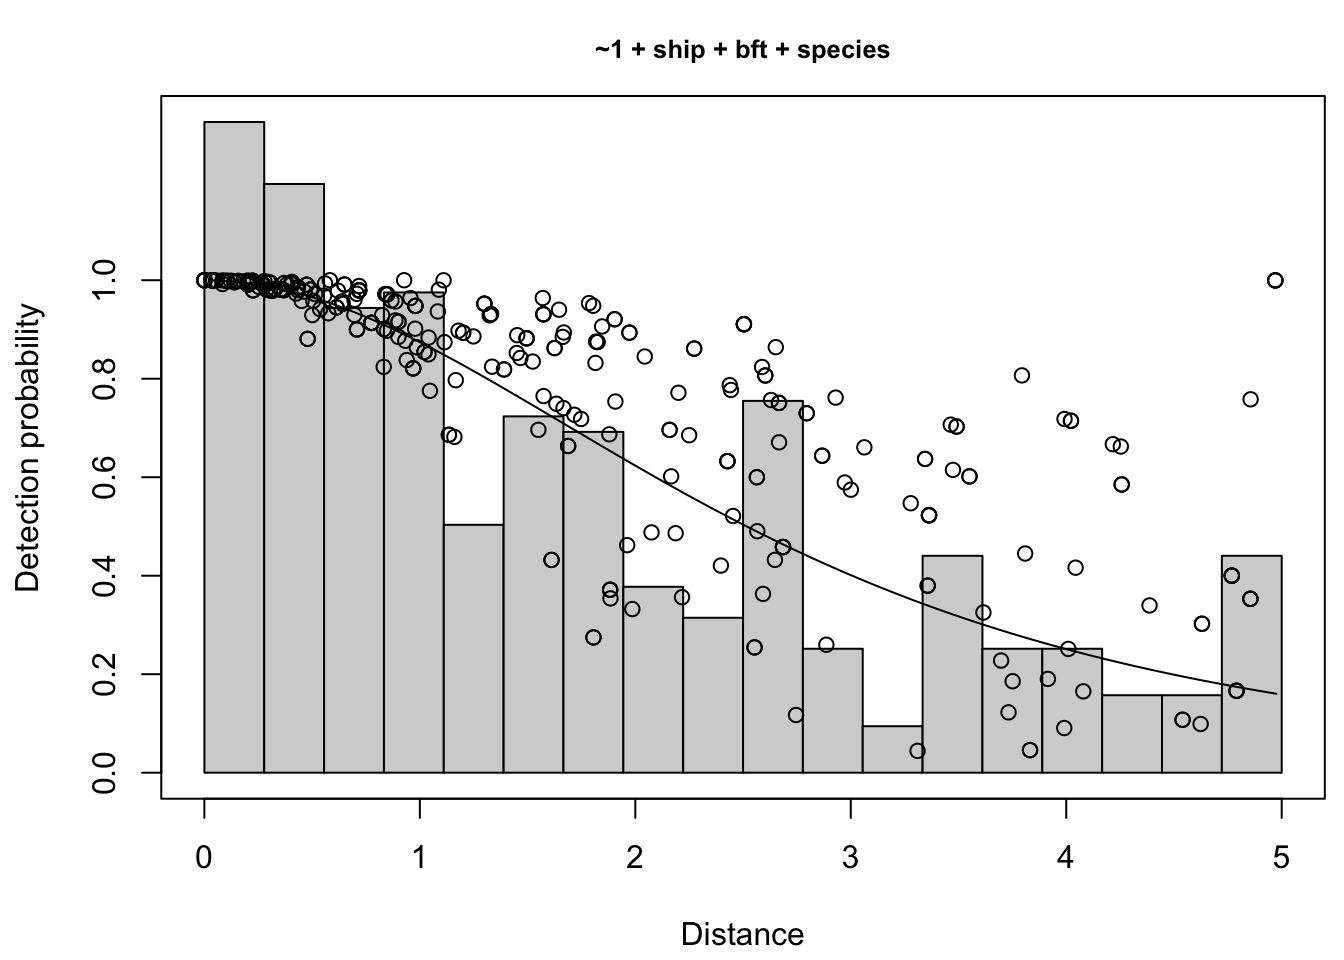 ~1 + ship + bft + species
Detection probability
1.0
0.8
0.6
0.4
0.2
0.0
0 1 2 3 4 5
Distance